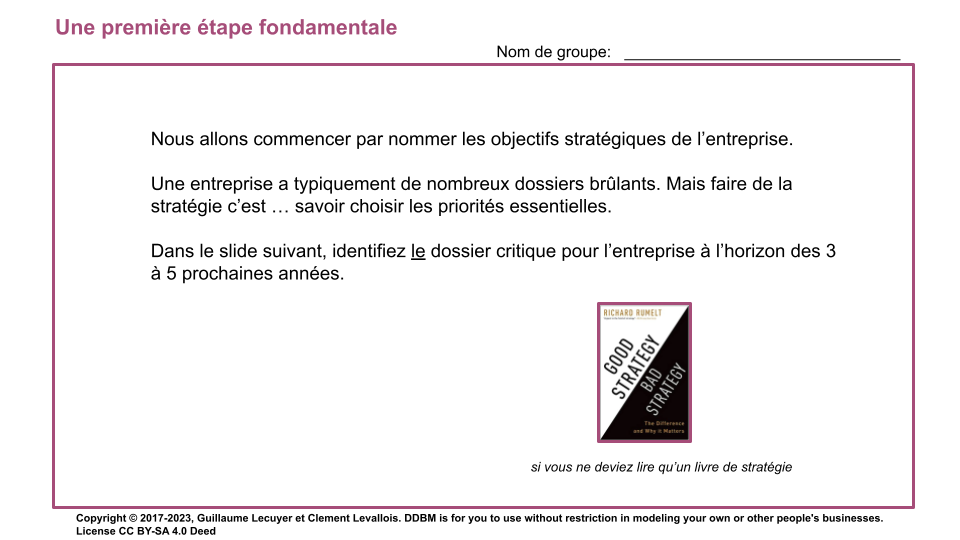 Une première étape fondamentale
Nom de groupe: _______________________________
Nous allons commencer par nommer les objectifs stratégiques de l’entreprise.
Une entreprise a typiquement de nombreux dossiers brûlants. Mais faire de la
stratégie c’est … savoir choisir les priorités essentielles.
Dans le slide suivant, identifiez le dossier critique pour l’entreprise à l’horizon des 3
à 5 prochaines années.
RICHARD RUMELT
GOOD
STRATEGY
BAD
STRATEGY
The Difference
and Why it Matters
si vous ne deviez lire qu’un livre de stratégie
Copyright © 2017-2023, Guillaume Lecuyer et Clement Levallois. DDBM is for you to use without restriction in modeling your own or other people's businesses.
License CC BY-SA 4.0 Deed